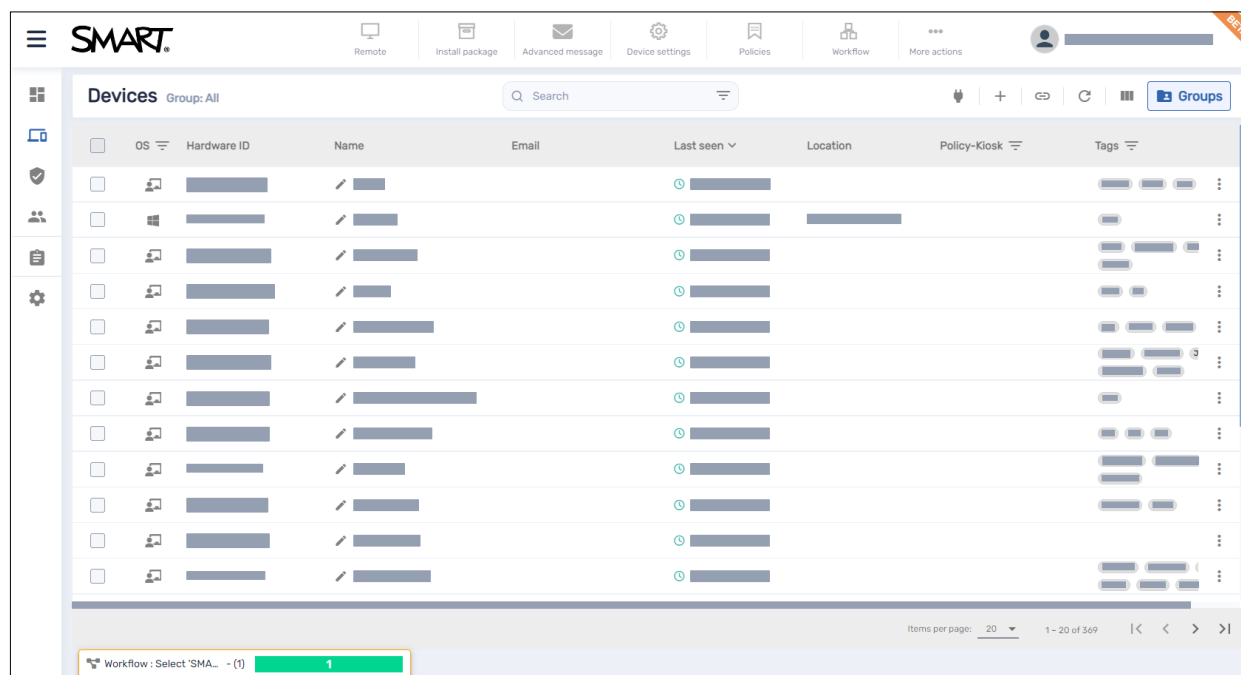 SMART
Remote
Install package
Advanced message
Device settings
Policies
Workflow
More actions
Devices Group: All
Search
Groups
OS Hardware ID Name Email Last seen Location Policy-Kiosk Tags
Items per page: 20 1 – 20 of 369
Workflow : Select 'SMA... - (1) 1